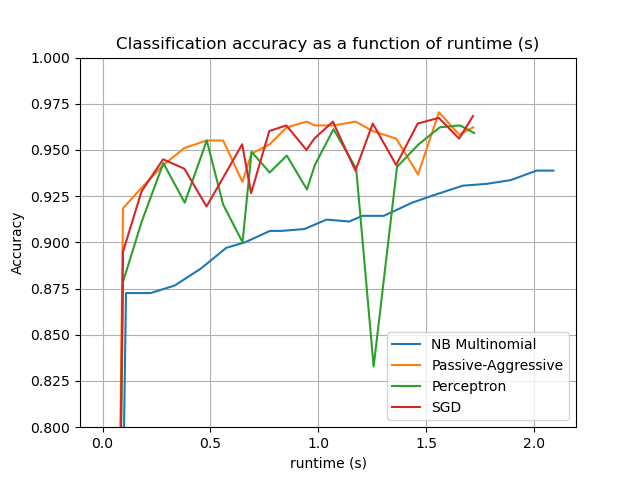 Classification accuracy as a function of runtime (s)
1.000
0.975
0.950
0.925
0.900
0.875
0.850
0.825
0.800
Accuracy
NB Multinomial
Passive-Aggressive
Perceptron
SGD
0.0 0.5 1.0 1.5 2.0
runtime (s)